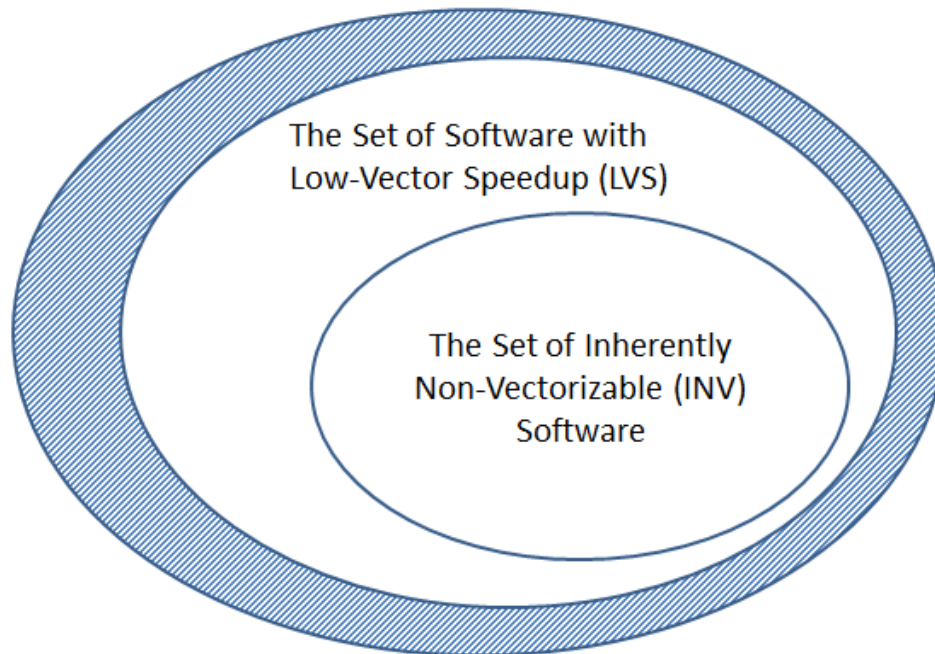 The Set of Software with
Low-Vector Speedup (LVS)
The Set of Inherently
Non-Vectorizable (INV)
Software